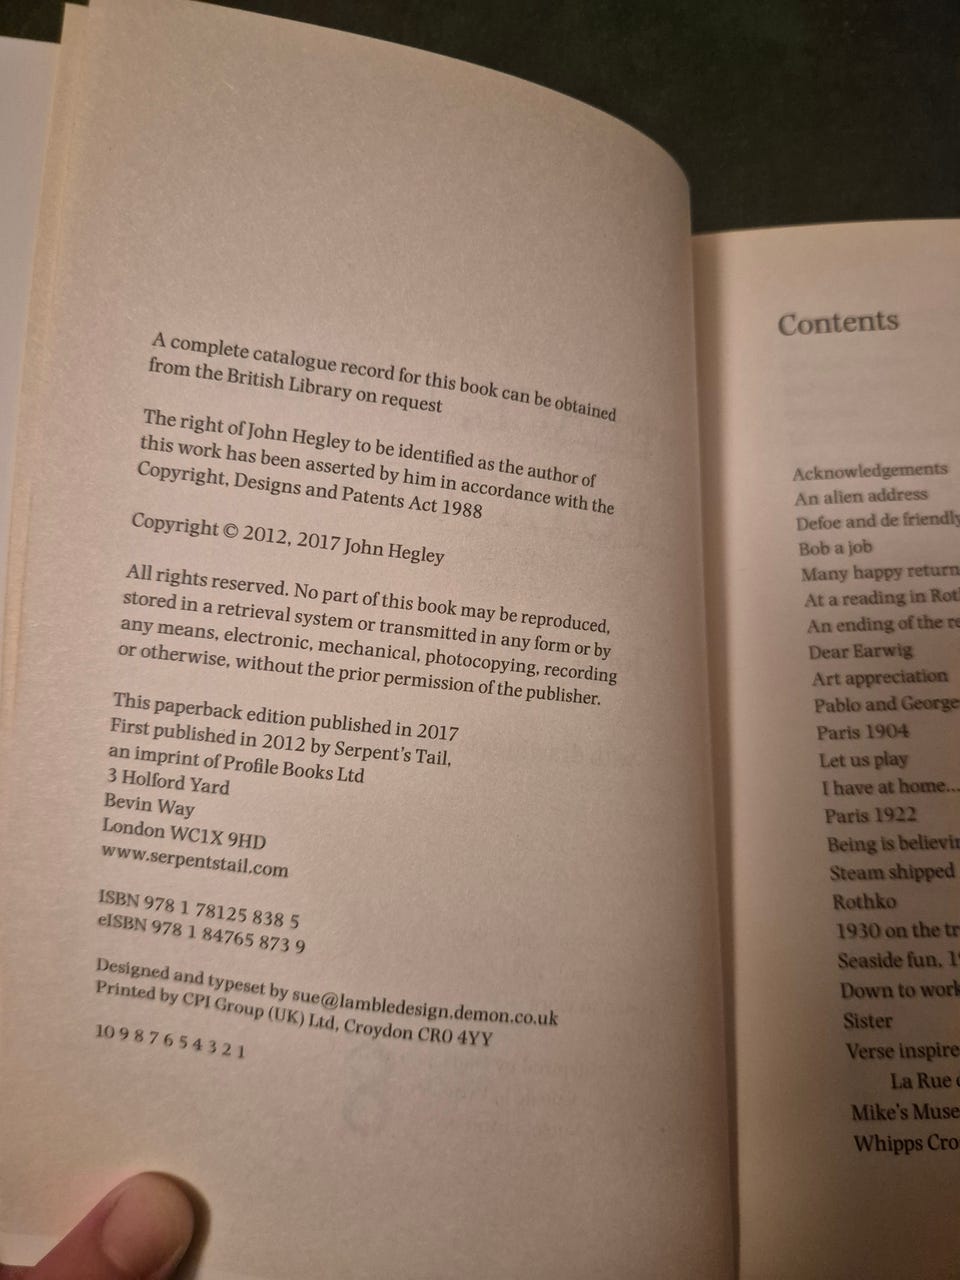 A complete catalogue record for this book can be obtained
from the British Library on request
The right of John Hegley to be identified as the author of
this work has been asserted by him in accordance with the
Copyright, Designs and Patents Act 1988
Copyright © 2012, 2017 John Hegley
All rights reserved. No part of this book may be reproduced,
stored in a retrieval system or transmitted in any form or by
any means, electronic, mechanical, photocopying, recording
or otherwise, without the prior permission of the publisher.
This paperback edition published in 2017
First published in 2012 by Serpent's Tail,
an imprint of Profile Books Ltd
3 Holford Yard
Bevin Way
London WC1X 9HD
www.serpentstail.com
ISBN 978 1 78125 838 5
eISBN 978 1 84765 873 9
Designed and typeset by sue@lambledesign.demon.co.uk
Printed by CPI Group (UK) Ltd, Croydon CR0 4YY
10 9 8 7 6 5 4 3 2 1
Contents
Acknowledgements
An alien address
Defoe and de friendly
Bob a job
Many happy return
At a reading in
An ending of the
Dear Earwig
Art appreciation
Pablo and George
Paris 1904
Let us play
I have at home...
Paris 1922
Being is
Steam shipped
Rothko
1930 on the
Seaside fun,
Down to work
Sister
Verse
La Rue
Mike's
Whipps